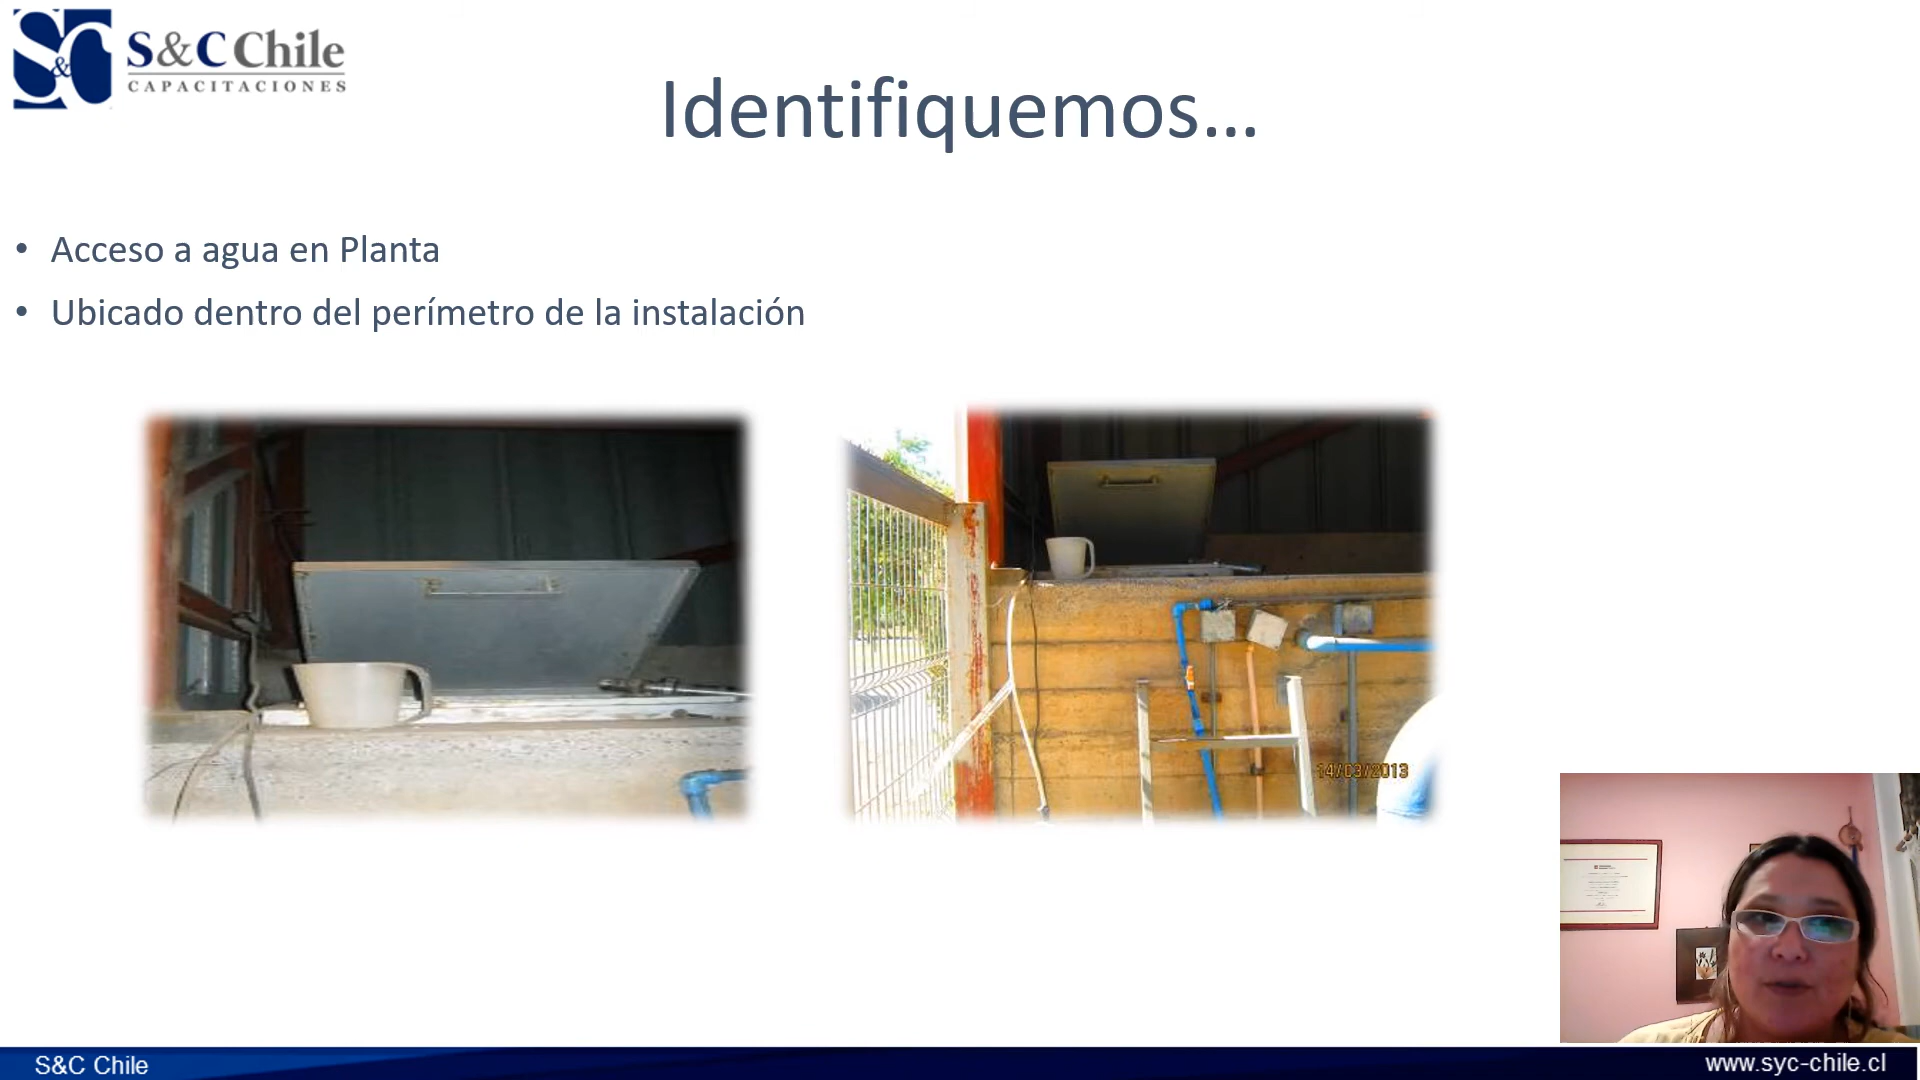 S&C Chile
CAPACITACIONES
Identifiquemos...
• Acceso a agua en Planta
• Ubicado dentro del perímetro de la instalación
14/03/2013
S&C Chile
www.syc-chile.cl